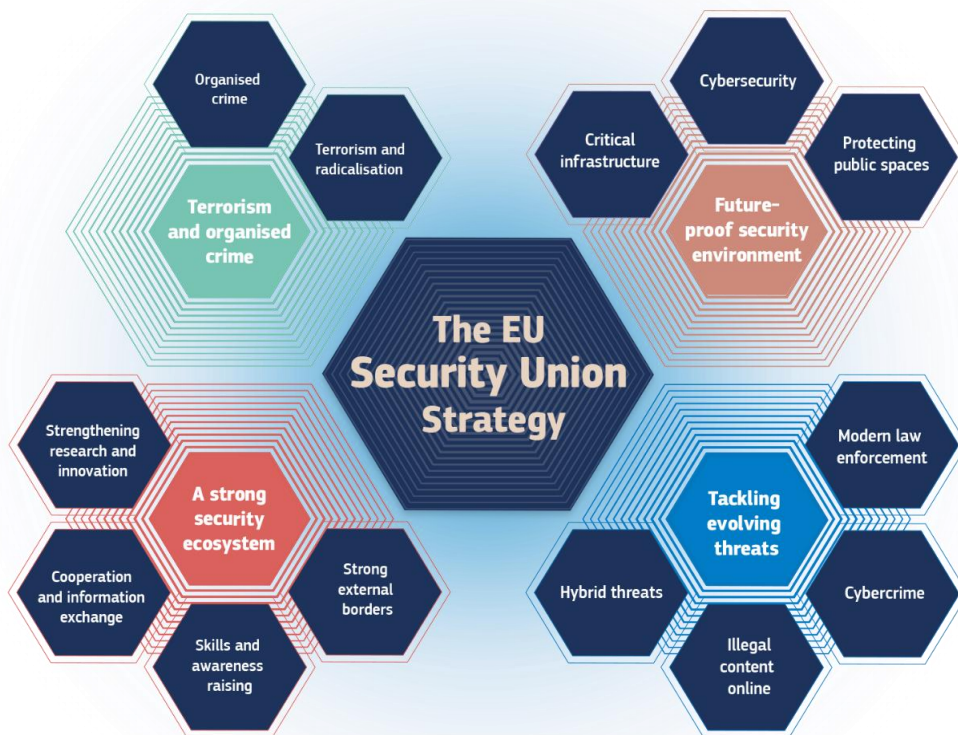 Organised
crime
Terrorism and
radicalisation
Terrorism
and organised
crime
Cybersecurity
Critical
infrastructure
Protecting
public spaces
Future-
proof security
environment
The EU
Security Union
Strategy
Strengthening
research and
innovation
A strong
security
ecosystem
Cooperation
and information
exchange
Strong
external
borders
Skills and
awareness
raising
Modern law
enforcement
Tackling
evolving
threats
Hybrid threats
Cybercrime
Illegal
content
online